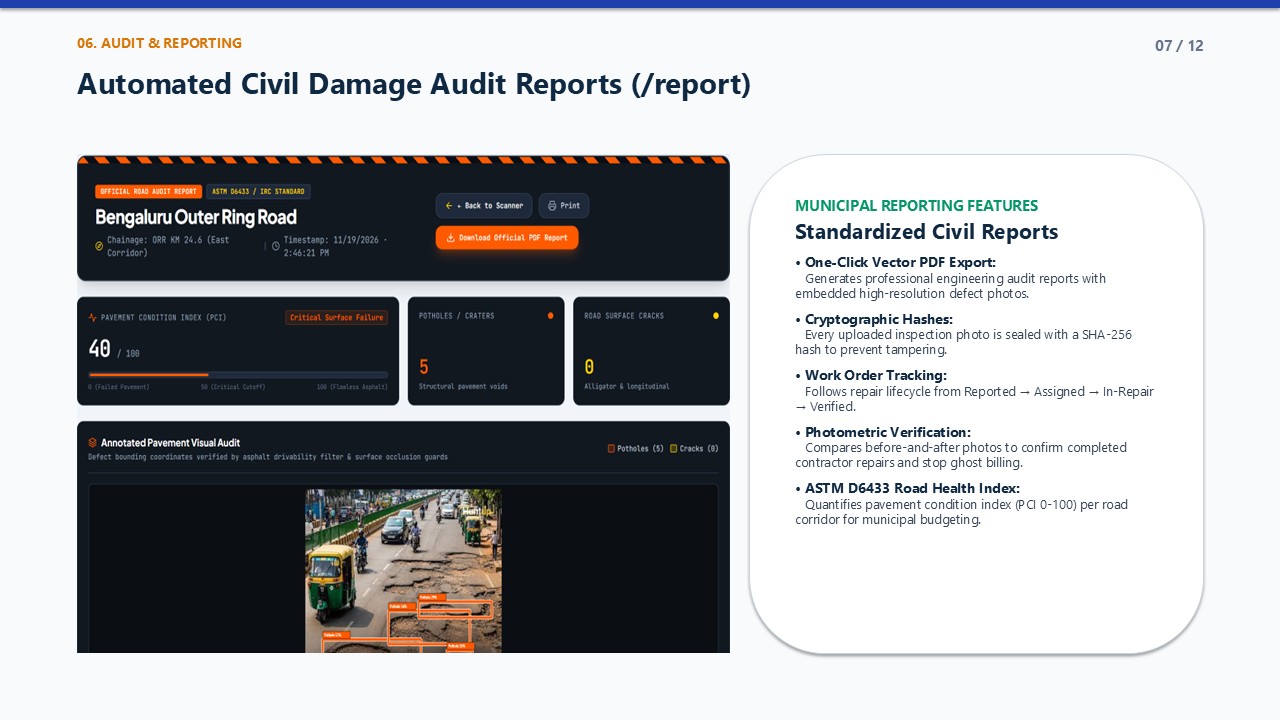 06. AUDIT & REPORTING
07 / 12
Automated Civil Damage Audit Reports (/report)
OFFICIAL ROAD AUDIT REPORT
ASTM D6433 / IRC STANDARD
Bengaluru Outer Ring Road
Chainage: ORR KM 24.6 (East
Corridor)
Timestamp: 11/19/2026 ·
2:46:21 PM
← Back to Scanner
Print
Download Official PDF Report
PAVEMENT CONDITION INDEX (PCI)
Critical Surface Failure
40 / 100
0 (Failed Pavement)
50 (Critical Cutoff)
100 (Flawless Asphalt)
POTHOLES / CRATERS
5
Structural pavement voids
ROAD SURFACE CRACKS
0
Alligator & longitudinal
Annotated Pavement Visual Audit
Defect bounding coordinates verified by asphalt drivability filter & surface occlusion guards
Potholes (5)
Cracks (0)
MUNICIPAL REPORTING FEATURES
Standardized Civil Reports
• One-Click Vector PDF Export:
Generates professional engineering audit reports with
embedded high-resolution defect photos.
• Cryptographic Hashes:
Every uploaded inspection photo is sealed with a SHA-256
hash to prevent tampering.
• Work Order Tracking:
Follows repair lifecycle from Reported → Assigned → In-Repair
→ Verified.
• Photometric Verification:
Compares before-and-after photos to confirm completed
contractor repairs and stop ghost billing.
• ASTM D6433 Road Health Index:
Quantifies pavement condition index (PCI 0-100) per road
corridor for municipal budgeting.